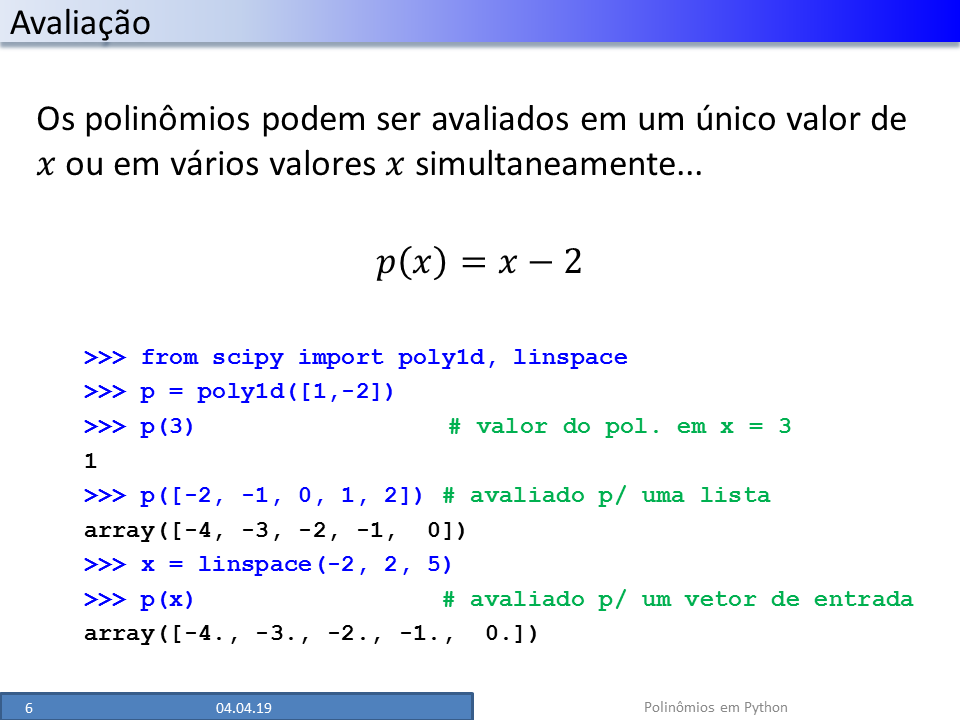 Avaliação
Os polinômios podem ser avaliados em um único valor de
𝑥 ou em vários valores 𝑥 simultaneamente...
𝑝(𝑥) = 𝑥 − 2
>>> from scipy import poly1d, linspace
>>> p = poly1d([1,-2])
>>> p(3) # valor do pol. em x = 3
1
>>> p([-2, -1, 0, 1, 2]) # avaliado p/ uma lista
array([-4, -3, -2, -1,  0])
>>> x = linspace(-2, 2, 5)
>>> p(x) # avaliado p/ um vetor de entrada
array([-4., -3., -2., -1.,  0.])
6 04.04.19 Polinômios em Python